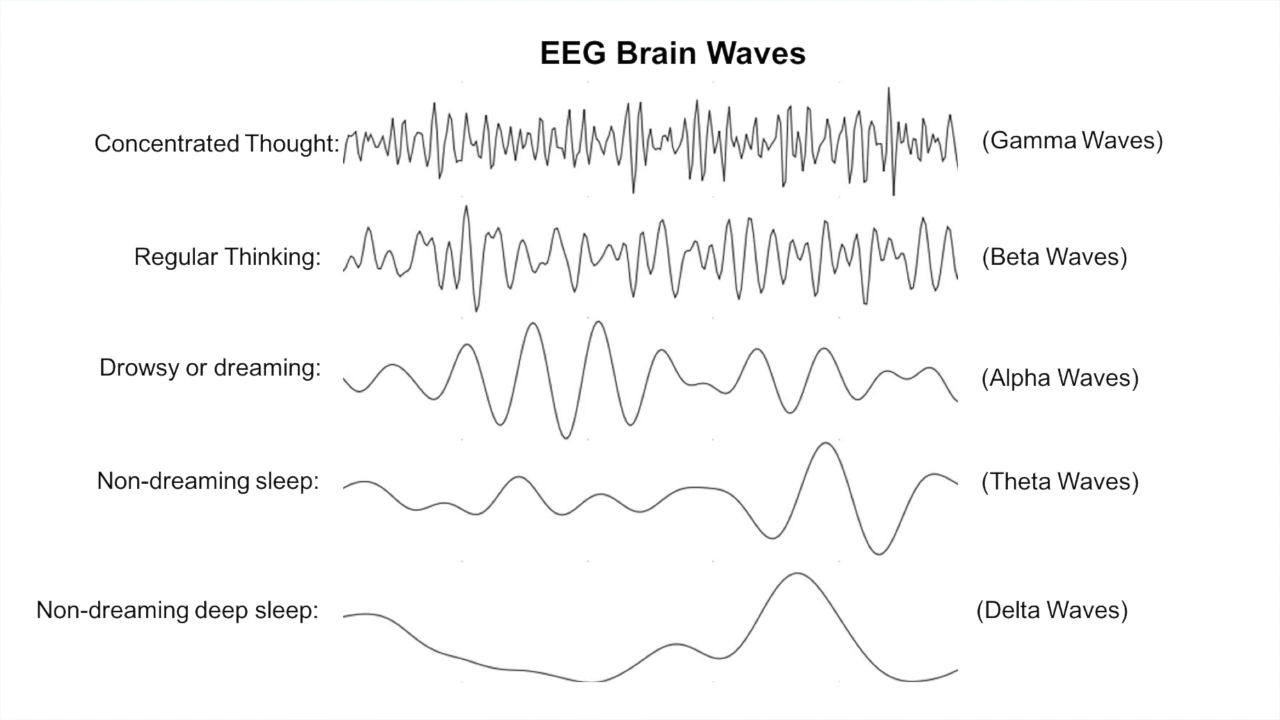 EEG Brain Waves
Concentrated Thought: (Gamma Waves)
Regular Thinking: (Beta Waves)
Drowsy or dreaming: (Alpha Waves)
Non-dreaming sleep: (Theta Waves)
Non-dreaming deep sleep: (Delta Waves)